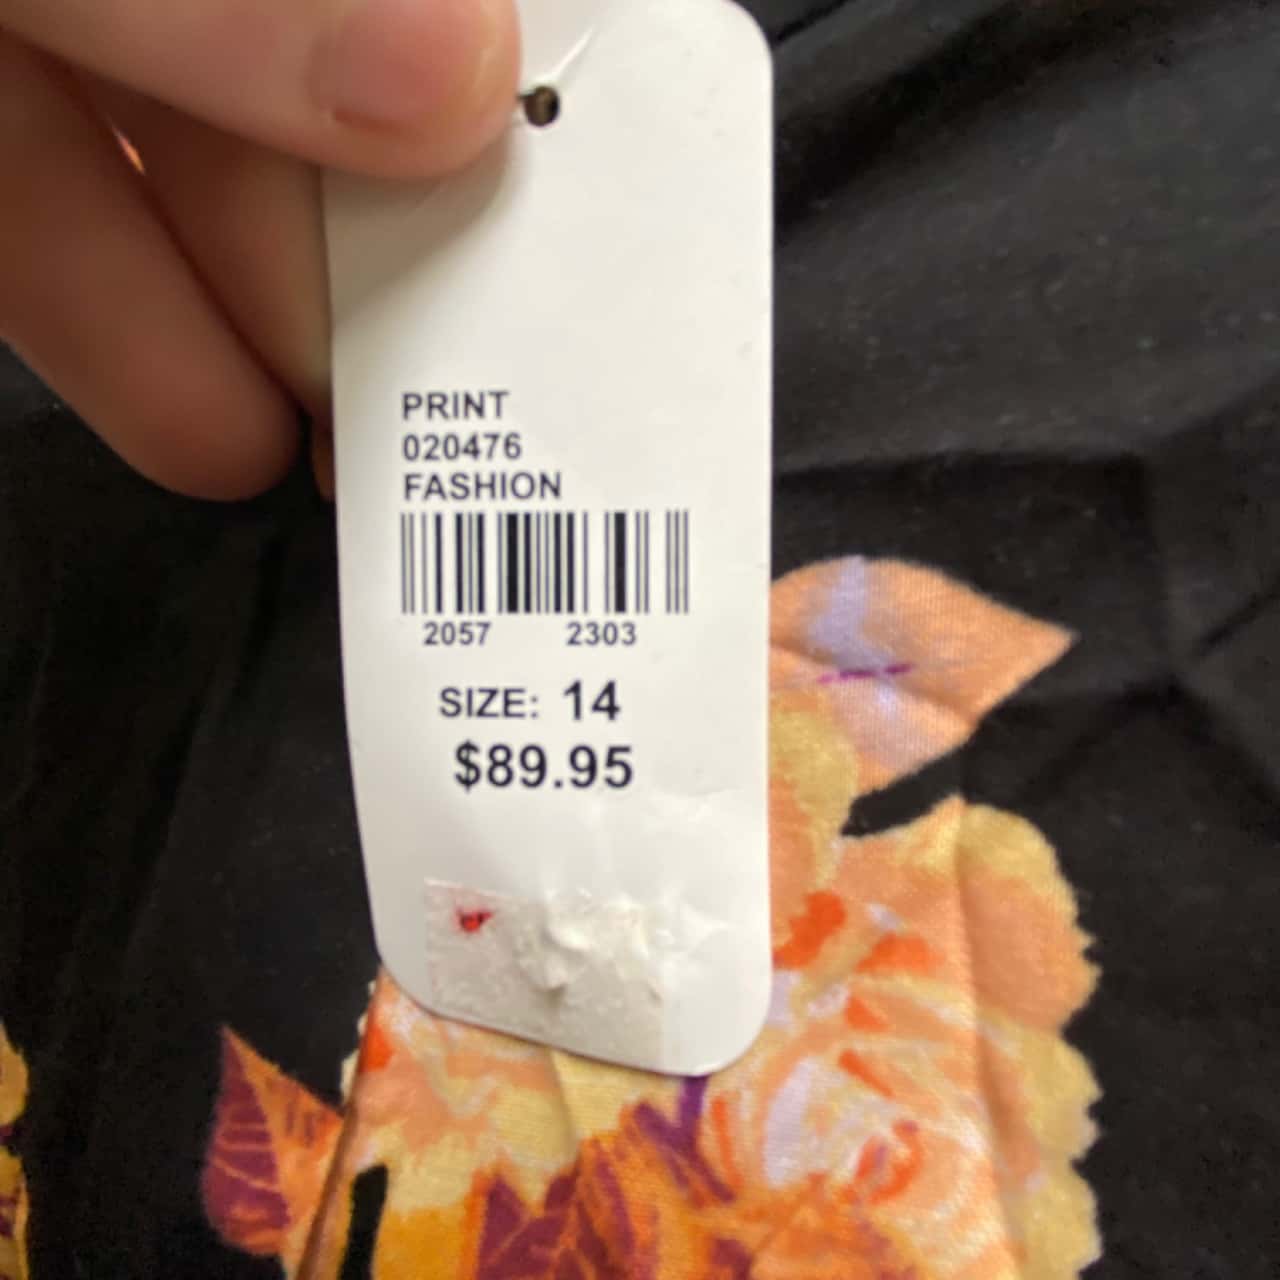 PRINT
020476
FASHION
2057 2303
SIZE: 14
$89.95